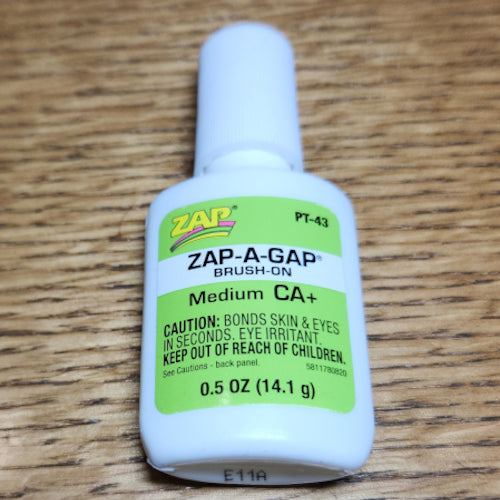 ZAP®
PT-43
ZAP-A-GAP®
BRUSH-ON
Medium CA+
CAUTION: BONDS SKIN & EYES
IN SECONDS. EYE IRRITANT.
KEEP OUT OF REACH OF CHILDREN.
See Cautions - back panel.
5811780820
0.5 OZ (14.1 g)
E11A